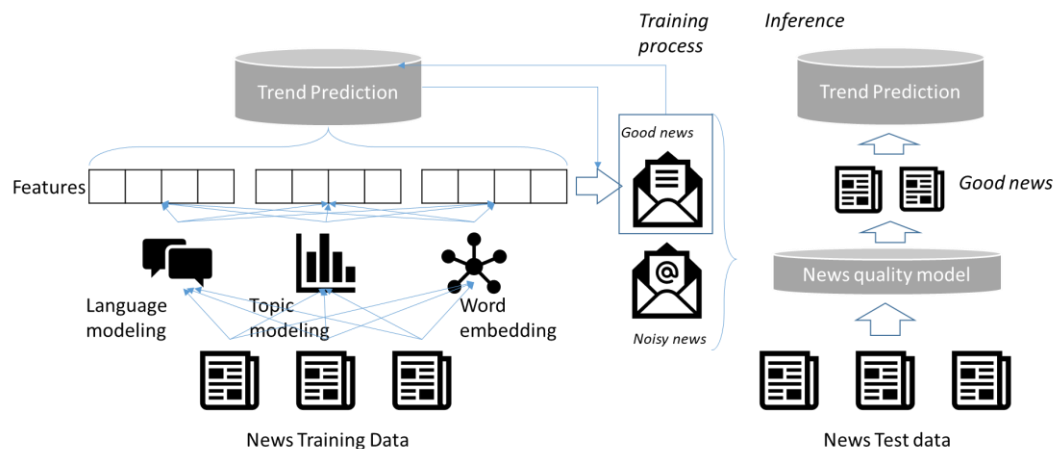 Training
process
Inference
Trend Prediction
Trend Prediction
Good news
Features
Good news
@
News quality model
Language
modeling
Topic
modeling
Word
embedding
Noisy news
News Training Data
News Test data